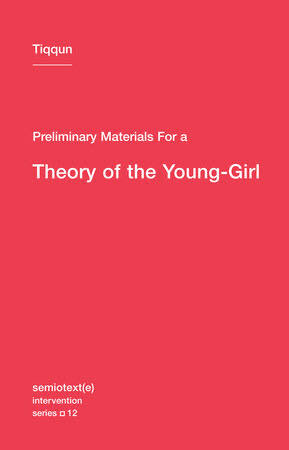 Tiqqun
Preliminary Materials For a
Theory of the Young-Girl
semiotext(e)
intervention
series ¤ 12